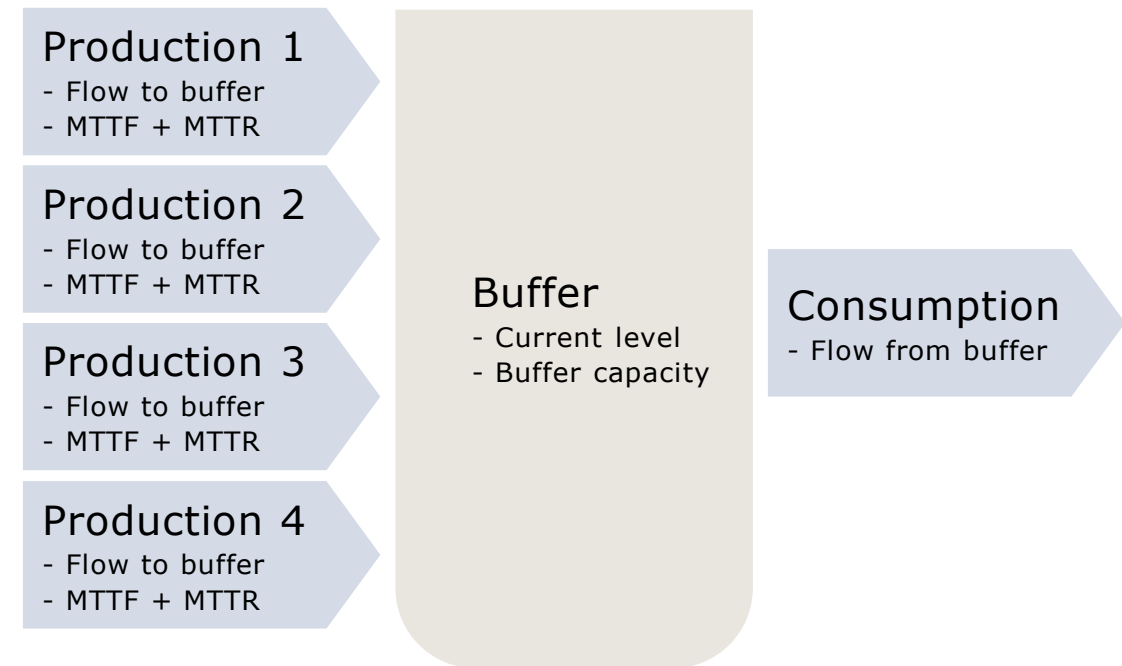 Production 1
- Flow to buffer
- MTTF + MTTR
Production 2
- Flow to buffer
- MTTF + MTTR
Production 3
- Flow to buffer
- MTTF + MTTR
Production 4
- Flow to buffer
- MTTF + MTTR
Buffer
- Current level
- Buffer capacity
Consumption
- Flow from buffer